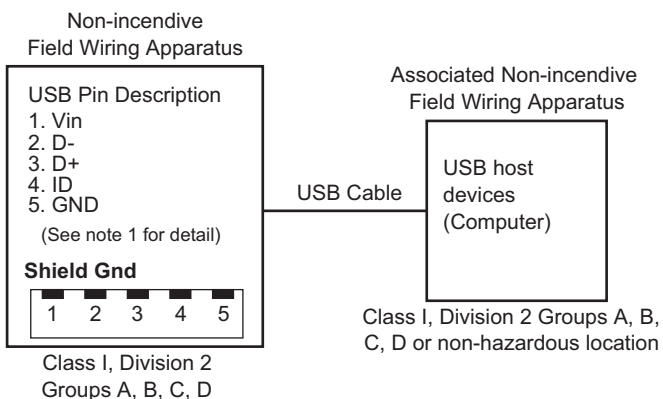 Non-incendive
Field Wiring Apparatus
USB Pin Description
1. Vin
2. D-
3. D+
4. ID
5. GND
(See note 1 for detail)
Shield Gnd
1 2 3 4 5
Class I, Division 2
Groups A, B, C, D
USB Cable
Associated Non-incendive
Field Wiring Apparatus
USB host
devices
(Computer)
Class I, Division 2 Groups A, B,
C, D or non-hazardous location